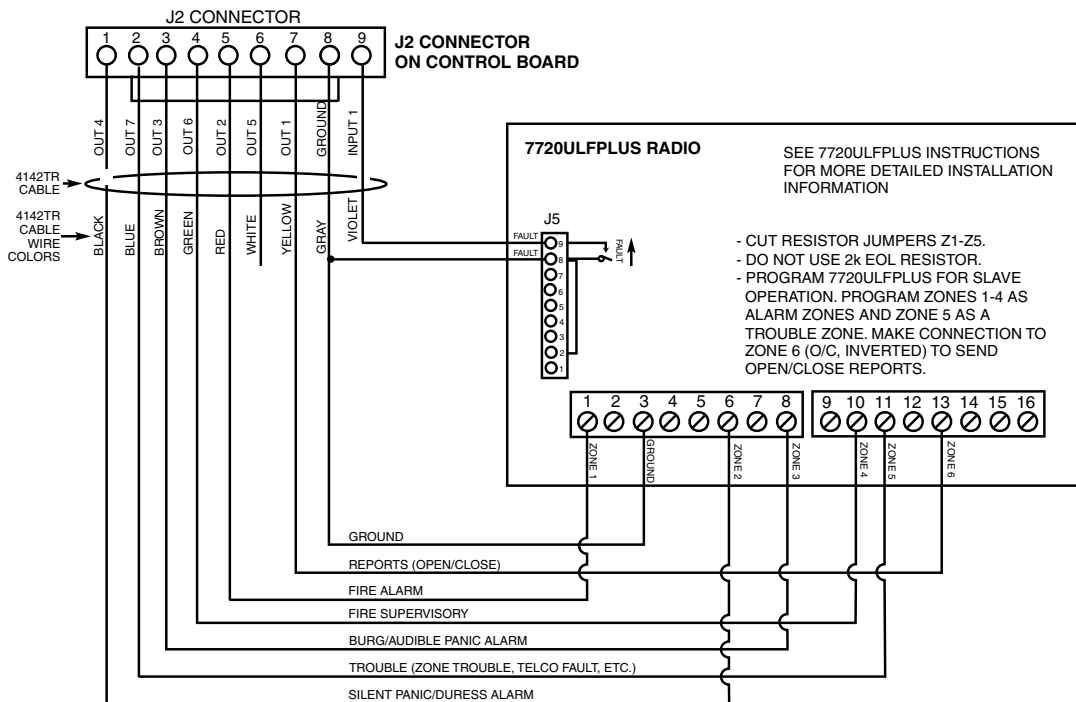 J2 CONNECTOR
1 2 3 4 5 6 7 8 9
J2 CONNECTOR
ON CONTROL BOARD
OUT 4
OUT 7
OUT 3
OUT 6
OUT 2
OUT 5
OUT 1
GROUND
INPUT 1
4142TR
CABLE
4142TR
CABLE
WIRE
COLORS
BLACK
BLUE
BROWN
GREEN
RED
WHITE
YELLOW
GRAY
VIOLET
7720ULFPLUS RADIO
SEE 7720ULFPLUS INSTRUCTIONS
FOR MORE DETAILED INSTALLATION
INFORMATION
J5
FAULT
FAULT
9
8
7
6
5
4
3
2
1
FAULT
- CUT RESISTOR JUMPERS Z1-Z5.
- DO NOT USE 2k EOL RESISTOR.
- PROGRAM 7720ULFPLUS FOR SLAVE
OPERATION. PROGRAM ZONES 1-4 AS
ALARM ZONES AND ZONE 5 AS A
TROUBLE ZONE. MAKE CONNECTION TO
ZONE 6 (O/C, INVERTED) TO SEND
OPEN/CLOSE REPORTS.
1 2 3 4 5 6 7 8
9 10 11 12 13 14 15 16
ZONE 1
GROUND
ZONE 2
ZONE 3
ZONE 4
ZONE 5
ZONE 6
GROUND
REPORTS (OPEN/CLOSE)
FIRE ALARM
FIRE SUPERVISORY
BURG/AUDIBLE PANIC ALARM
TROUBLE (ZONE TROUBLE, TELCO FAULT, ETC.)
SILENT PANIC/DURESS ALARM